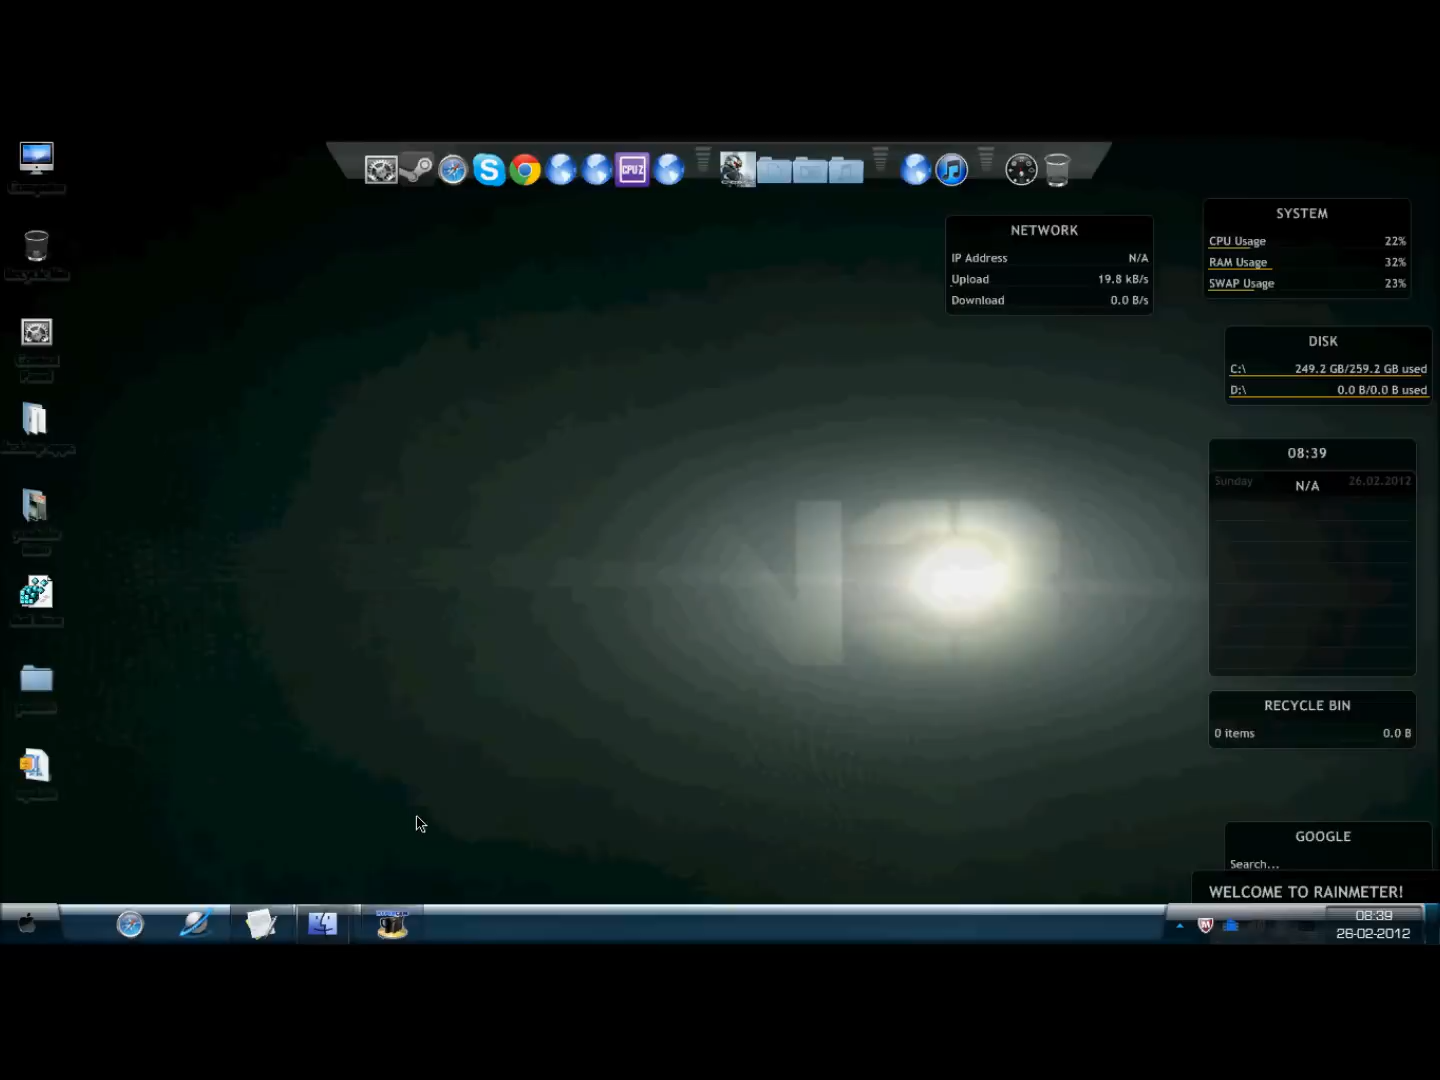 CPUZ
NETWORK
IP Address N/A
Upload 19.8 kB/s
Download 0.0 B/s
SYSTEM
CPU Usage 22%
RAM Usage 32%
SWAP Usage 23%
DISK
C:\ 249.2 GB/259.2 GB used
D:\ 0.0 B/0.0 B used
08:39
Sunday 26.02.2012
N/A
RECYCLE BIN
0 items 0.0 B
GOOGLE
Search...
WELCOME TO RAINMETER!
08:39
26-02-2012